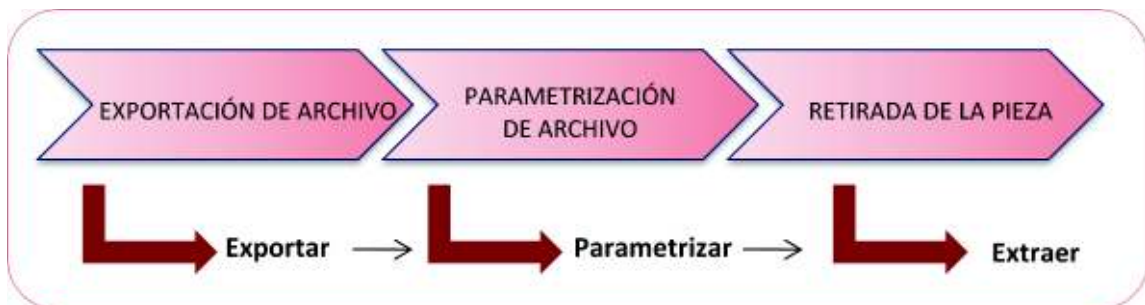 EXPORTACIÓN DE ARCHIVO
PARAMETRIZACIÓN
DE ARCHIVO
RETIRADA DE LA PIEZA
Exportar
Parametrizar
Extraer